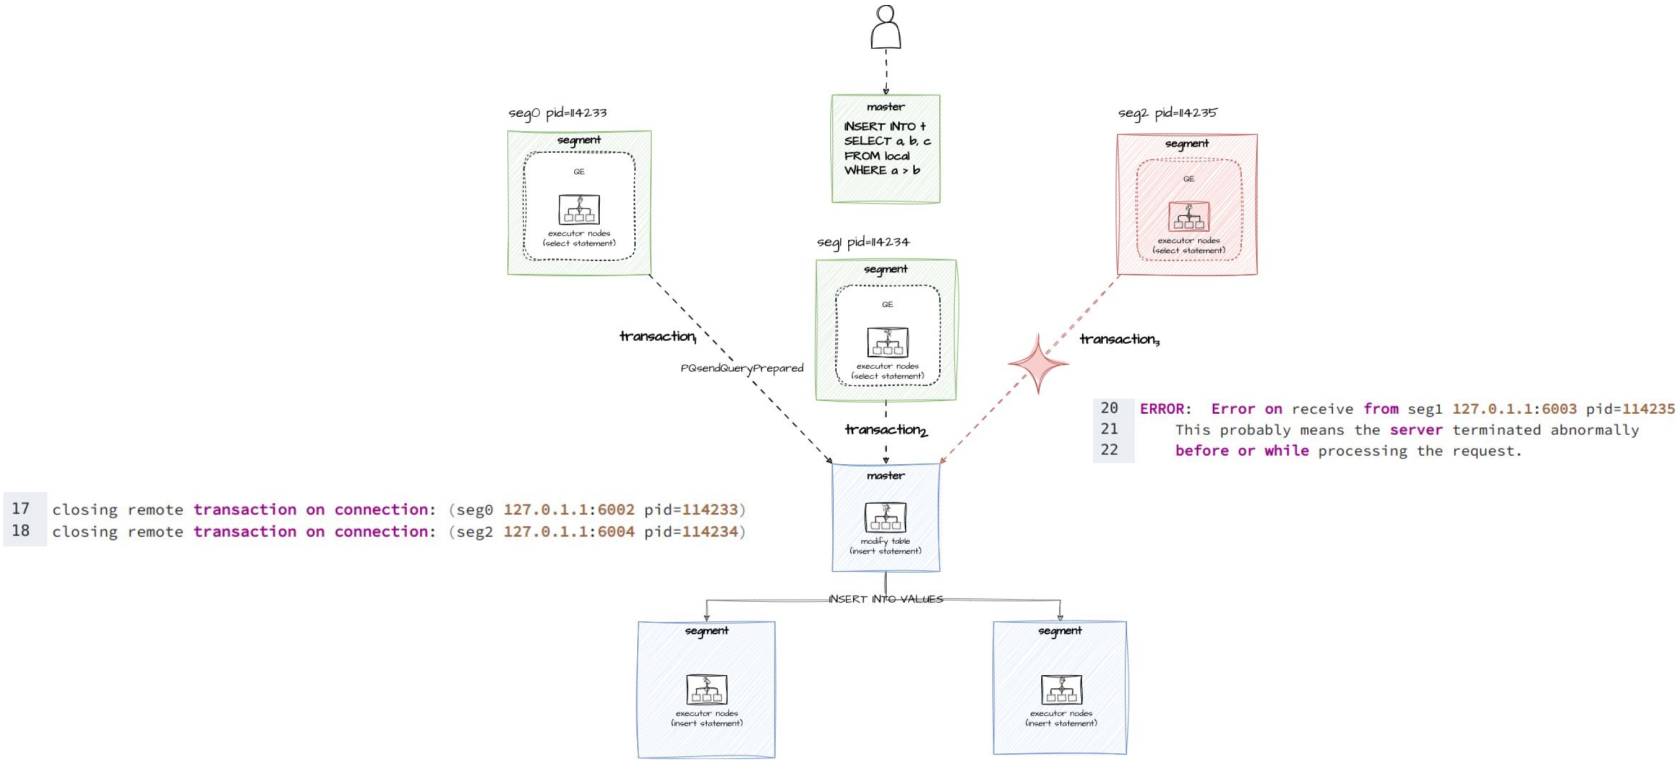 master
INSERT INTO t
SELECT a, b, c
FROM local
WHERE a > b
seg0 pid=114233
segment
QE
executor nodes
(select statement)
seg2 pid=114235
segment
QE
executor nodes
(select statement)
seg1 pid=114234
segment
QE
executor nodes
(select statement)
transaction1
PQsendQueryPrepared
transaction2
transaction3
20 ERROR: Error on receive from seg1 127.0.1.1:6003 pid=114235
21 This probably means the server terminated abnormally
22 before or while processing the request.
17 closing remote transaction on connection: (seg0 127.0.1.1:6002 pid=114233)
18 closing remote transaction on connection: (seg2 127.0.1.1:6004 pid=114234)
master
modify table
(insert statement)
INSERT INTO VALUES
segment
executor nodes
(insert statement)
segment
executor nodes
(insert statement)